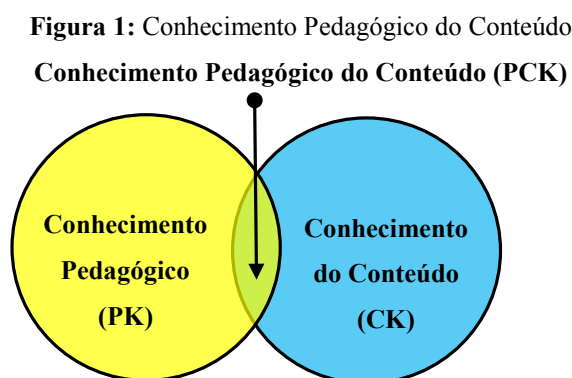 Figura 1: Conhecimento Pedagógico do Conteúdo
Conhecimento Pedagógico do Conteúdo (PCK)
Conhecimento
Pedagógico
(PK)
Conhecimento
do Conteúdo
(CK)